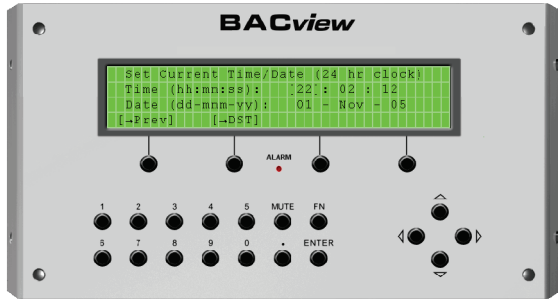 BACview
Set Current Time/Date (24 hr clock)
Time (hh:mn:ss): [22]: 02 : 12
Date (dd-mnm-yy): 01 - Nov - 05
[→Prev] [→DST]
ALARM
1 2 3 4 5 MUTE FN
6 7 8 9 0 . ENTER